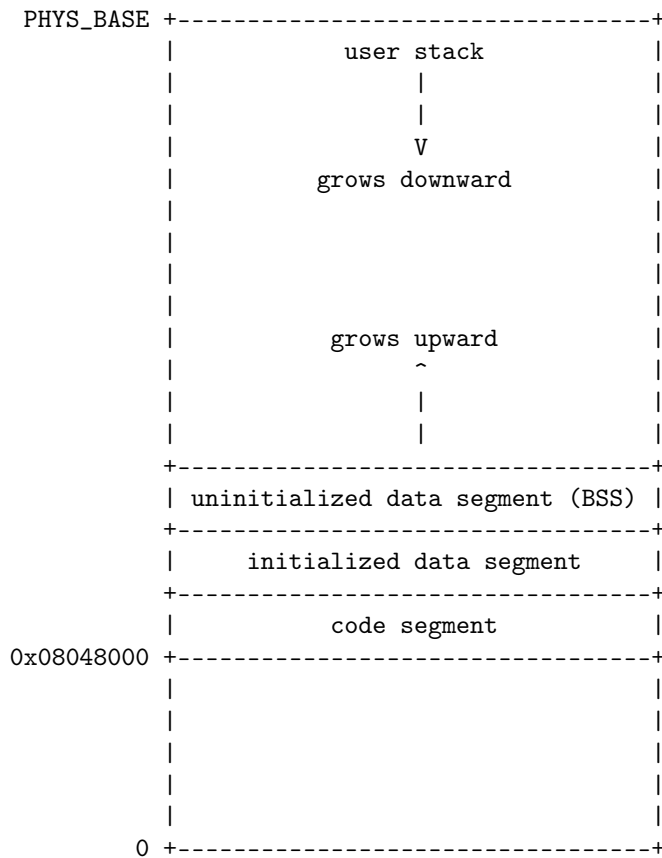 PHYS_BASE +----------------------------------+
| user stack |
| | |
| | |
| V |
| grows downward |
| |
| |
| |
| |
| grows upward |
| ^ |
| | |
| | |
+----------------------------------+
| uninitialized data segment (BSS) |
+----------------------------------+
| initialized data segment |
+----------------------------------+
| code segment |
0x08048000 +----------------------------------+
| |
| |
| |
| |
| |
0 +----------------------------------+